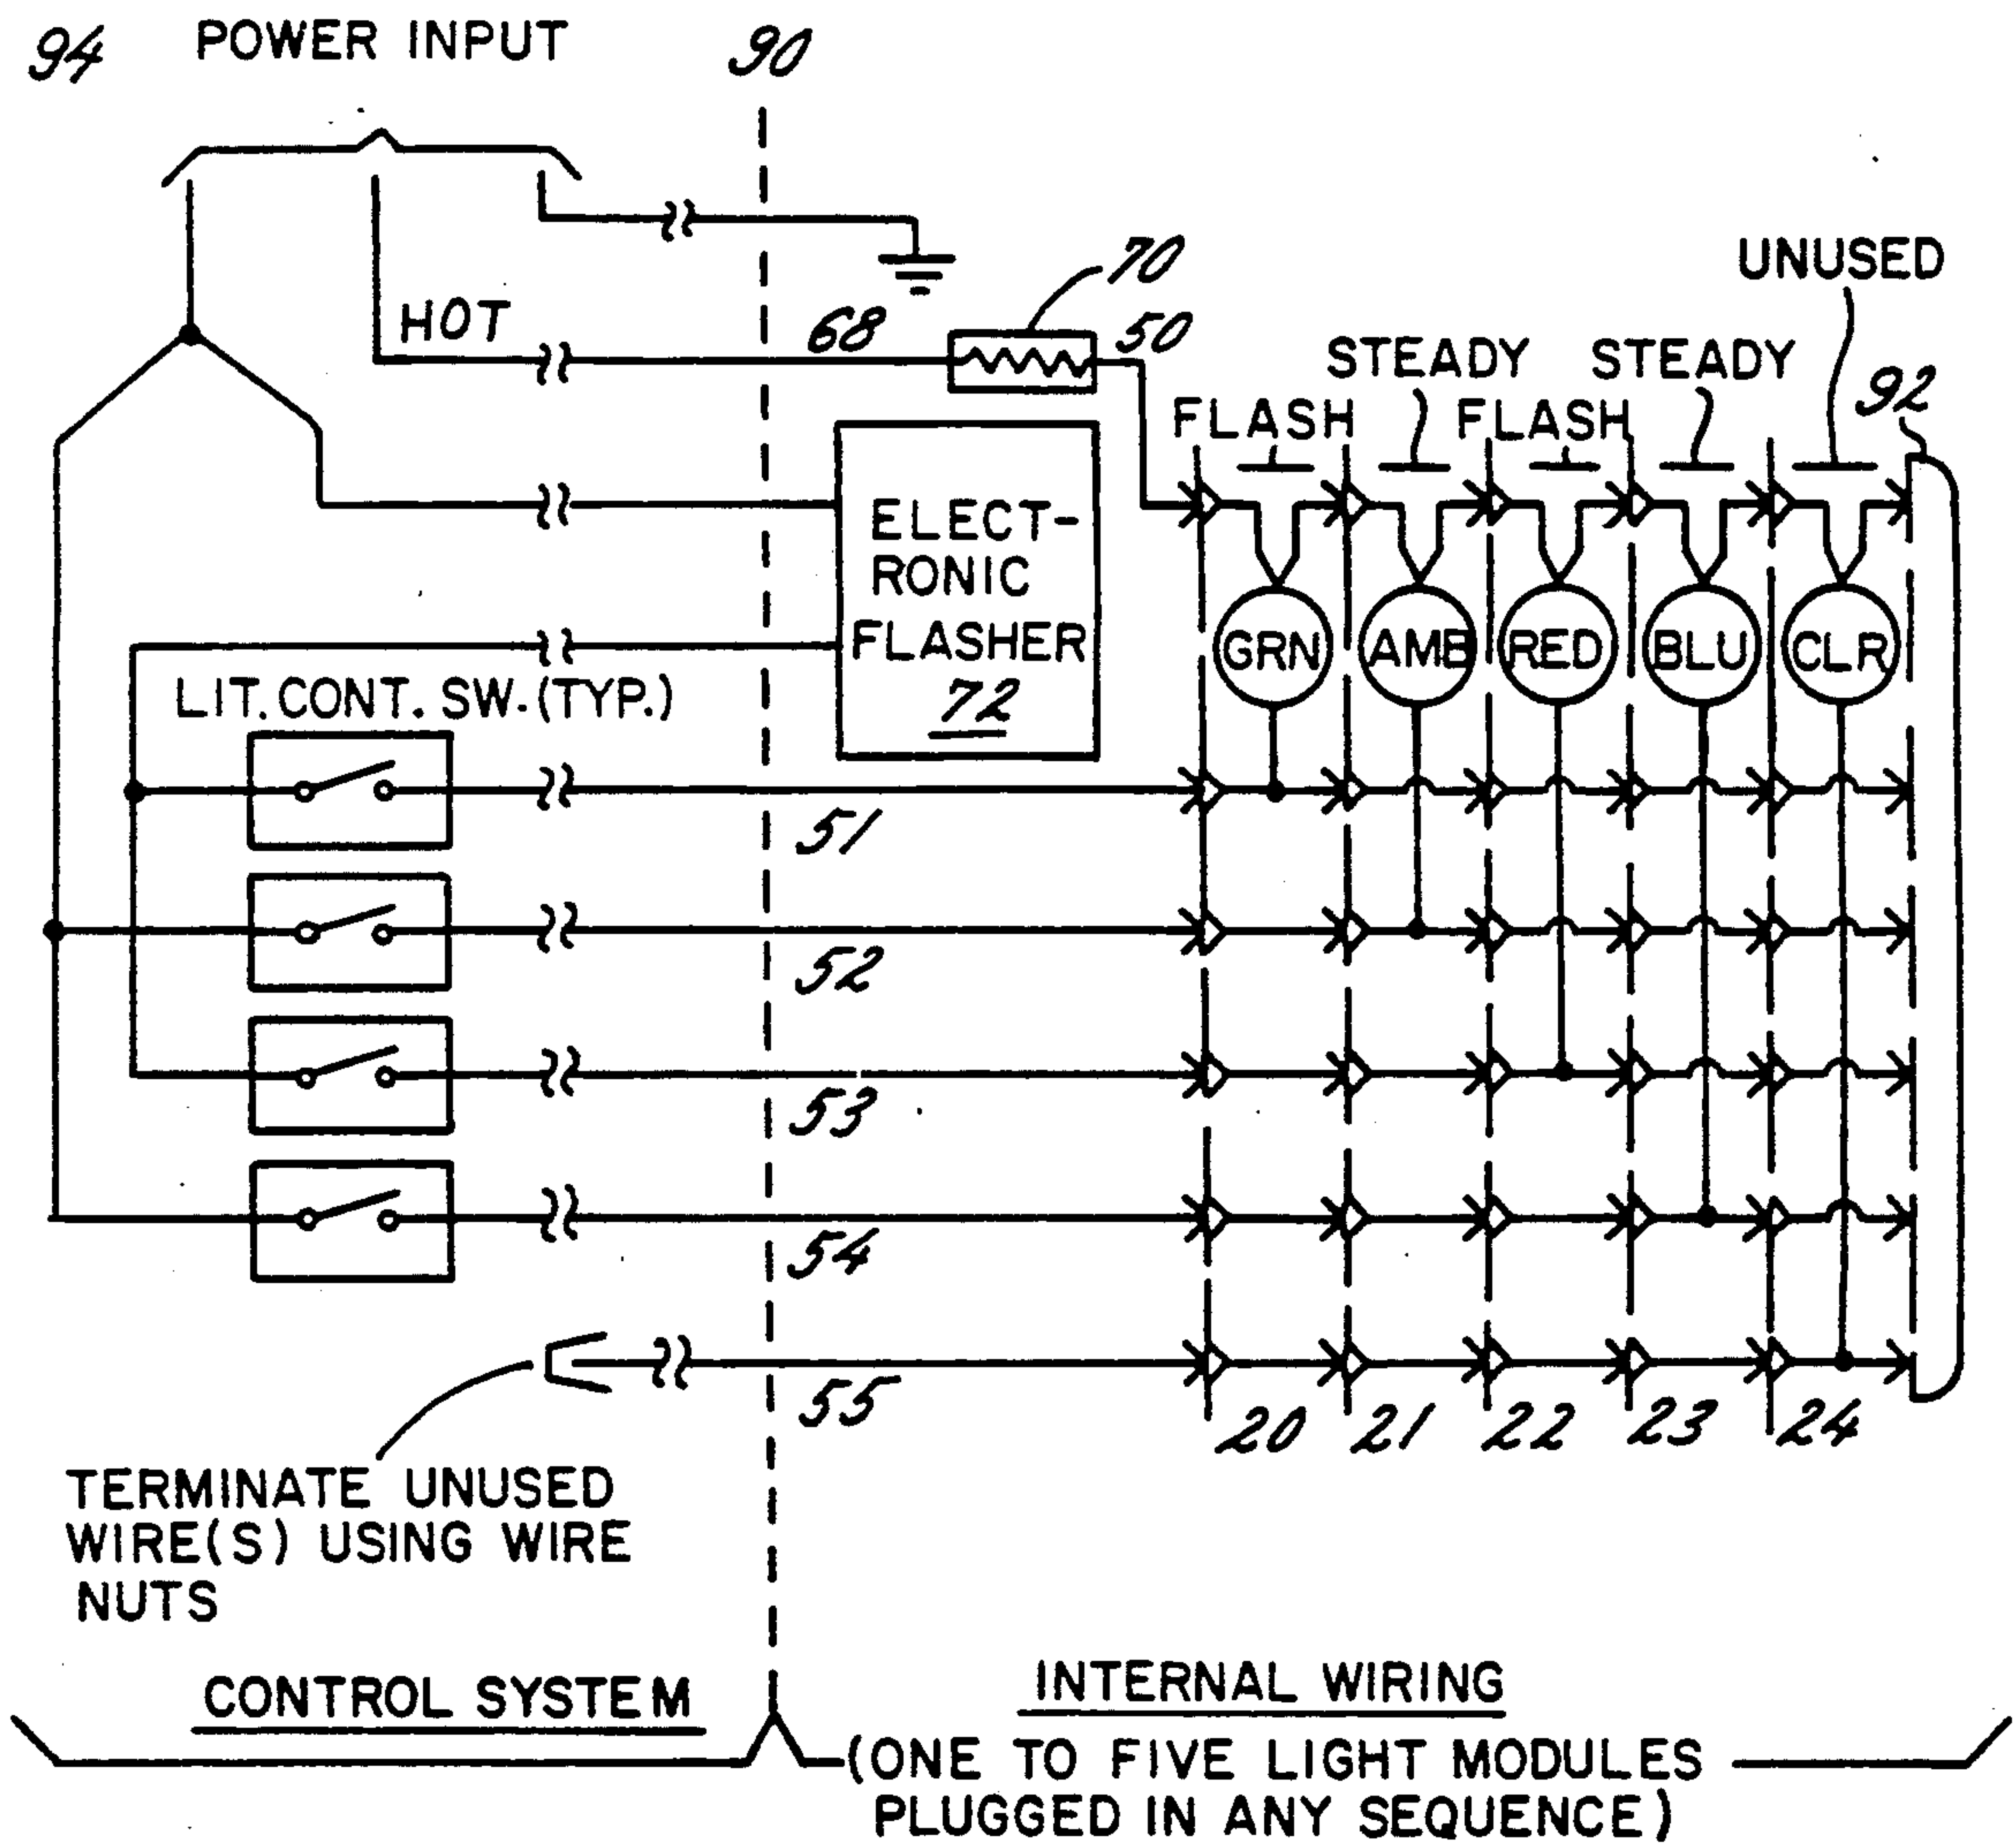 94 POWER INPUT 90
HOT 68 70 50
UNUSED
STEADY STEADY 92
FLASH FLASH
ELECT-
RONIC
FLASHER
72
GRN AMB RED BLU CLR
LIT. CONT. SW. (TYP.)
51
52
53
54
55
20 21 22 23 24
TERMINATE UNUSED
WIRE(S) USING WIRE
NUTS
CONTROL SYSTEM
INTERNAL WIRING
(ONE TO FIVE LIGHT MODULES
PLUGGED IN ANY SEQUENCE)